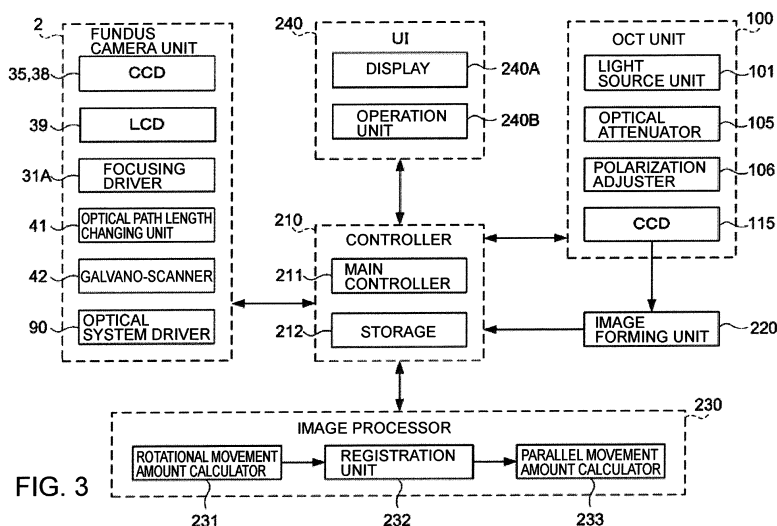 2
FUNDUS
CAMERA UNIT
35,38
CCD
39
LCD
31A
FOCUSING
DRIVER
41
OPTICAL PATH LENGTH
CHANGING UNIT
42
GALVANO-SCANNER
90
OPTICAL
SYSTEM DRIVER
240
UI
DISPLAY
240A
OPERATION
UNIT
240B
100
OCT UNIT
LIGHT
SOURCE UNIT
101
OPTICAL
ATTENUATOR
105
POLARIZATION
ADJUSTER
106
CCD
115
210
CONTROLLER
211
MAIN
CONTROLLER
212
STORAGE
IMAGE
FORMING UNIT
220
230
IMAGE PROCESSOR
ROTATIONAL MOVEMENT
AMOUNT CALCULATOR
REGISTRATION
UNIT
PARALLEL MOVEMENT
AMOUNT CALCULATOR
231
232
233
FIG. 3